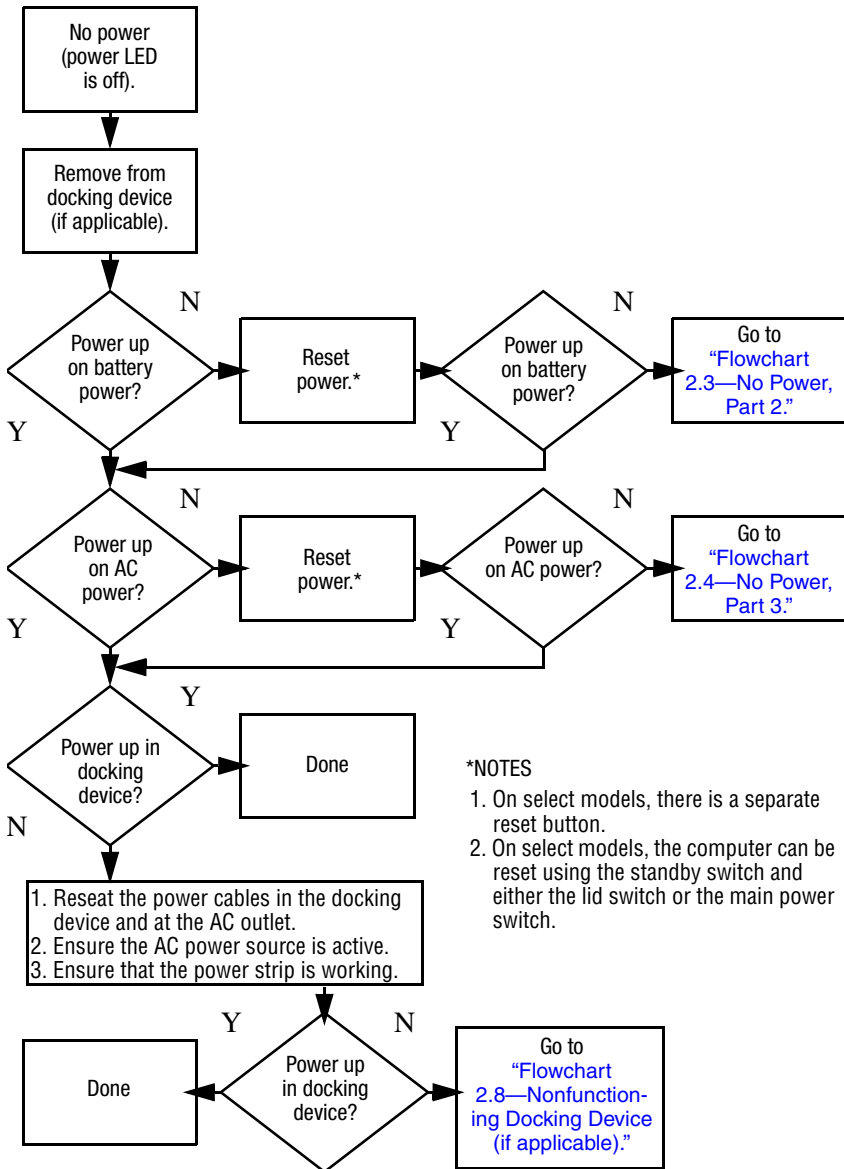 No power
(power LED
is off).
Remove from
docking device
(if applicable).
Power up
on battery
power?
N
Y
Reset
power.*
Power up
on battery
power?
N
Y
Go to
“Flowchart
2.3—No Power,
Part 2.”
Power up
on AC
power?
N
Y
Reset
power.*
Power up
on AC power?
N
Y
Go to
“Flowchart
2.4—No Power,
Part 3.”
Power up in
docking
device?
Y
N
Done
*NOTES
1. On select models, there is a separate
reset button.
2. On select models, the computer can be
reset using the standby switch and
either the lid switch or the main power
switch.
1. Reseat the power cables in the docking
device and at the AC outlet.
2. Ensure the AC power source is active.
3. Ensure that the power strip is working.
Power up
in docking
device?
Y
N
Done
Go to
“Flowchart
2.8—Nonfunction-
ing Docking Device
(if applicable).”